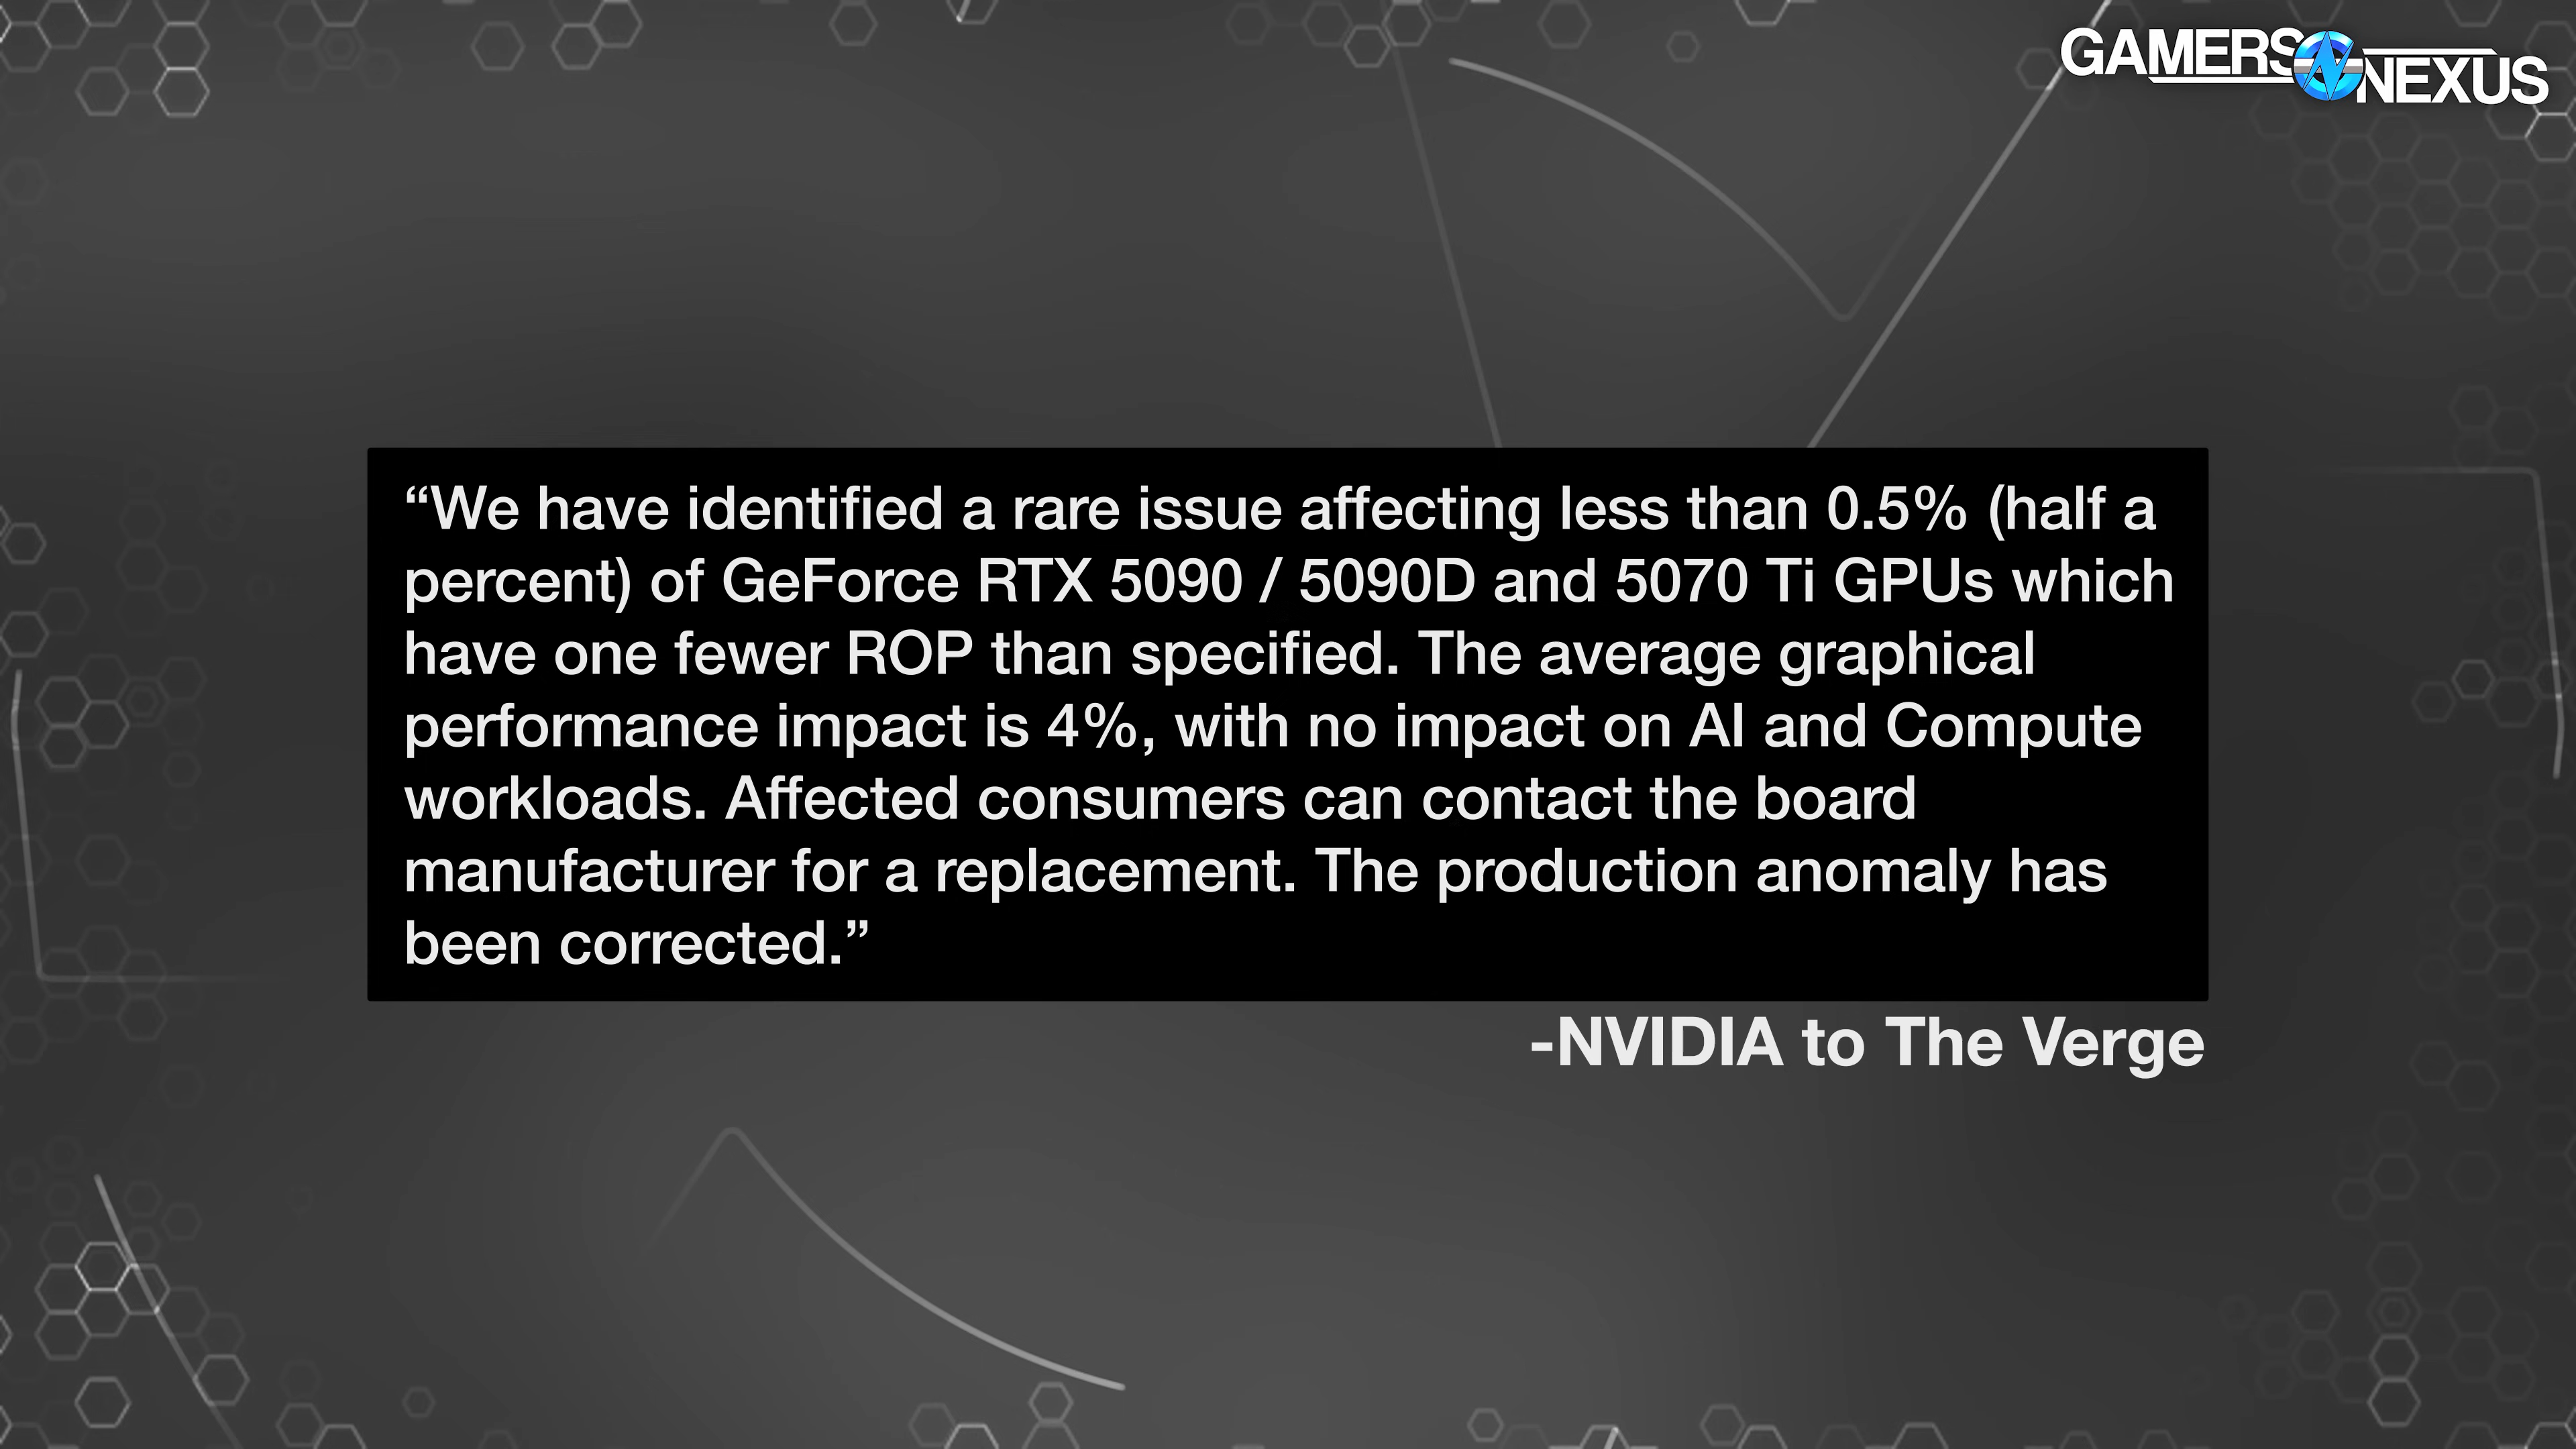 GAMERS NEXUS
“We have identified a rare issue affecting less than 0.5% (half a
percent) of GeForce RTX 5090 / 5090D and 5070 Ti GPUs which
have one fewer ROP than specified. The average graphical
performance impact is 4%, with no impact on AI and Compute
workloads. Affected consumers can contact the board
manufacturer for a replacement. The production anomaly has
been corrected.”
-NVIDIA to The Verge